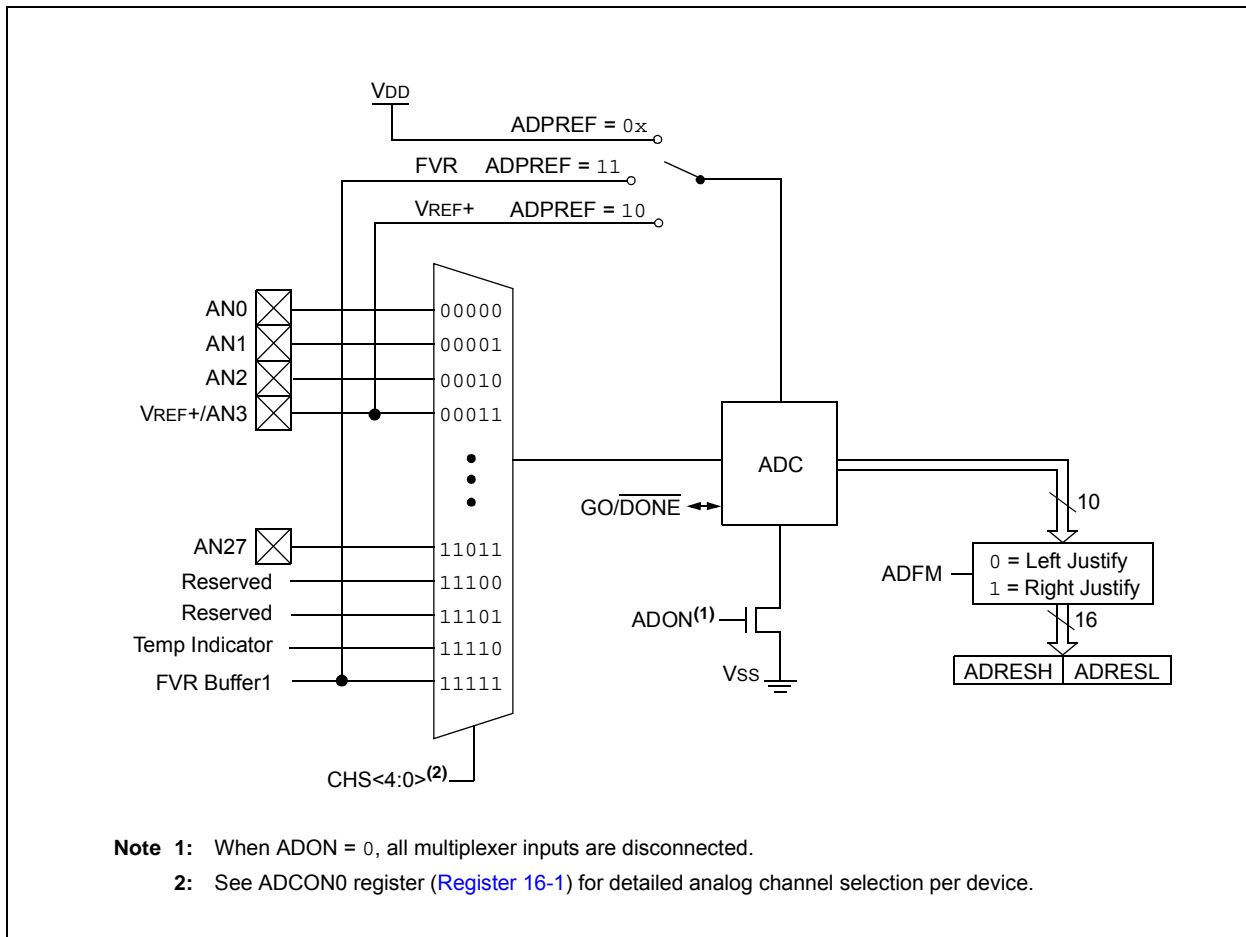 VDD
ADPREF = 0x
FVR ADPREF = 11
VREF+ ADPREF = 10
AN0 00000
AN1 00001
AN2 00010
VREF+/AN3 00011
ADC
GO/DONE
10
AN27 11011
0 = Left Justify
Reserved 11100
ADFM
1 = Right Justify
Reserved 11101
ADON(1)
16
Temp Indicator 11110
VSS
ADRESH ADRESL
FVR Buffer1 11111
CHS<4:0>(2)
Note 1: When ADON = 0, all multiplexer inputs are disconnected.
2: See ADCON0 register (Register 16-1) for detailed analog channel selection per device.